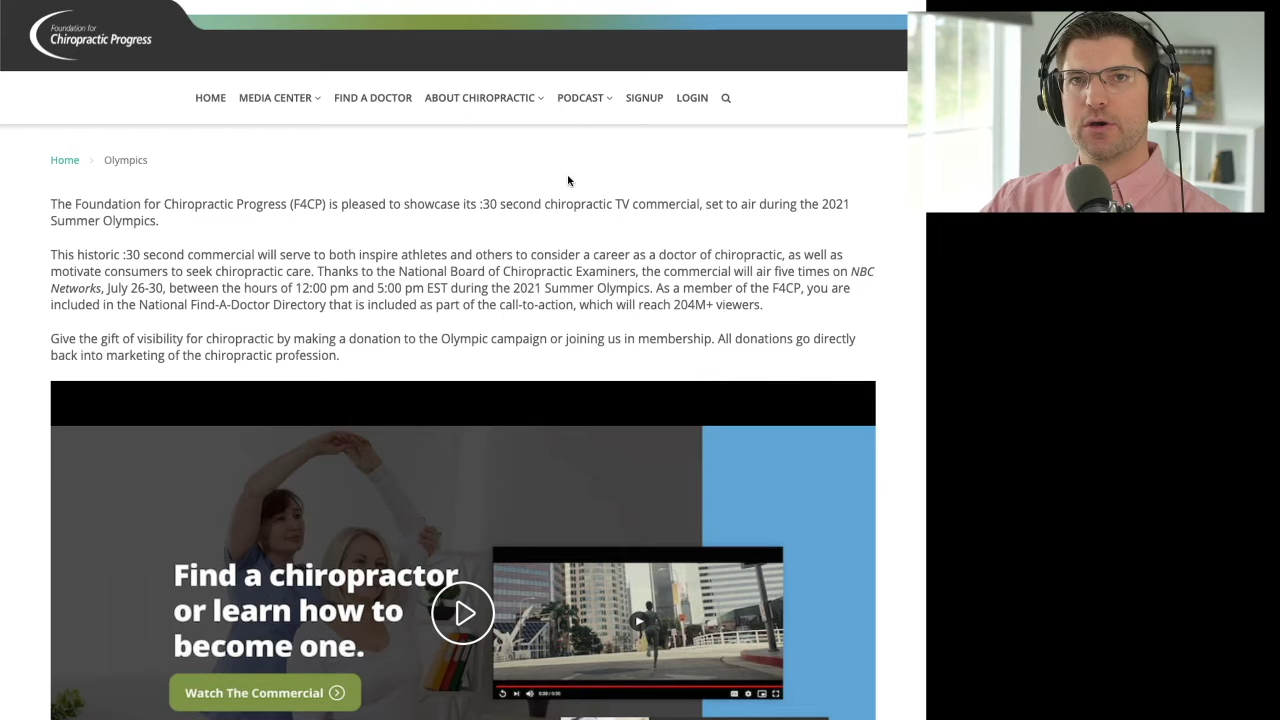 Foundation for
Chiropractic Progress
HOME MEDIA CENTER FIND A DOCTOR ABOUT CHIROPRACTIC PODCAST SIGNUP LOGIN
Home > Olympics
The Foundation for Chiropractic Progress (F4CP) is pleased to showcase its :30 second chiropractic TV commercial, set to air during the 2021
Summer Olympics.
This historic :30 second commercial will serve to both inspire athletes and others to consider a career as a doctor of chiropractic, as well as
motivate consumers to seek chiropractic care. Thanks to the National Board of Chiropractic Examiners, the commercial will air five times on NBC
Networks, July 26-30, between the hours of 12:00 pm and 5:00 pm EST during the 2021 Summer Olympics. As a member of the F4CP, you are
included in the National Find-A-Doctor Directory that is included as part of the call-to-action, which will reach 204M+ viewers.
Give the gift of visibility for chiropractic by making a donation to the Olympic campaign or joining us in membership. All donations go directly
back into marketing of the chiropractic profession.
Find a chiropractor
or learn how to
become one.
Watch The Commercial
0:30 / 0:30